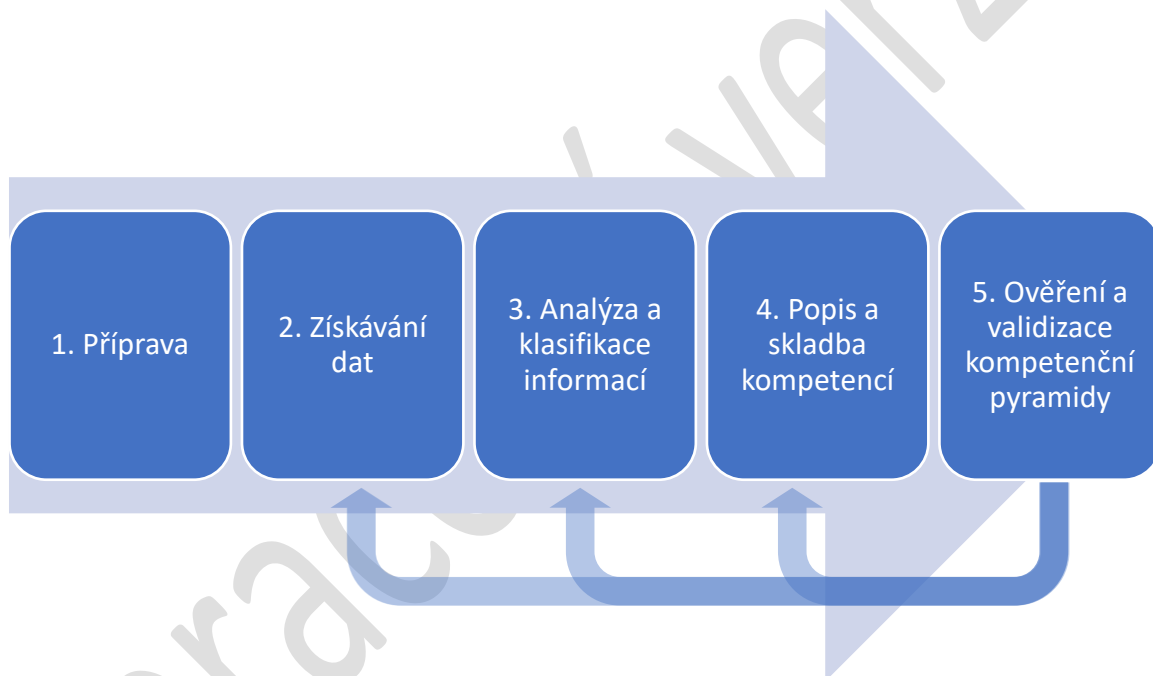 1. Příprava
2. Získávání
dat
3. Analýza a
klasifikace
informací
4. Popis a
skladba
kompetencí
5. Ověření a
validizace
kompetenční
pyramidy